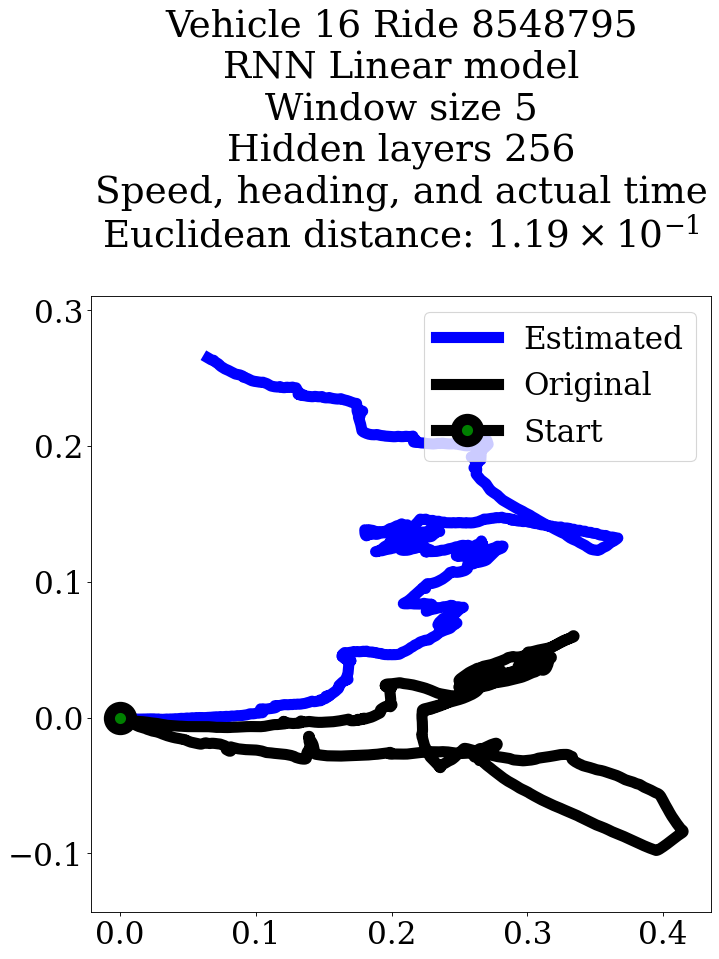 Vehicle 16 Ride 8548795
RNN Linear model
Window size 5
Hidden layers 256
Speed, heading, and actual time
Euclidean distance: 1.19 × 10⁻¹
0.3
Estimated
Original
Start
0.2
0.1
0.0
−0.1
0.0 0.1 0.2 0.3 0.4